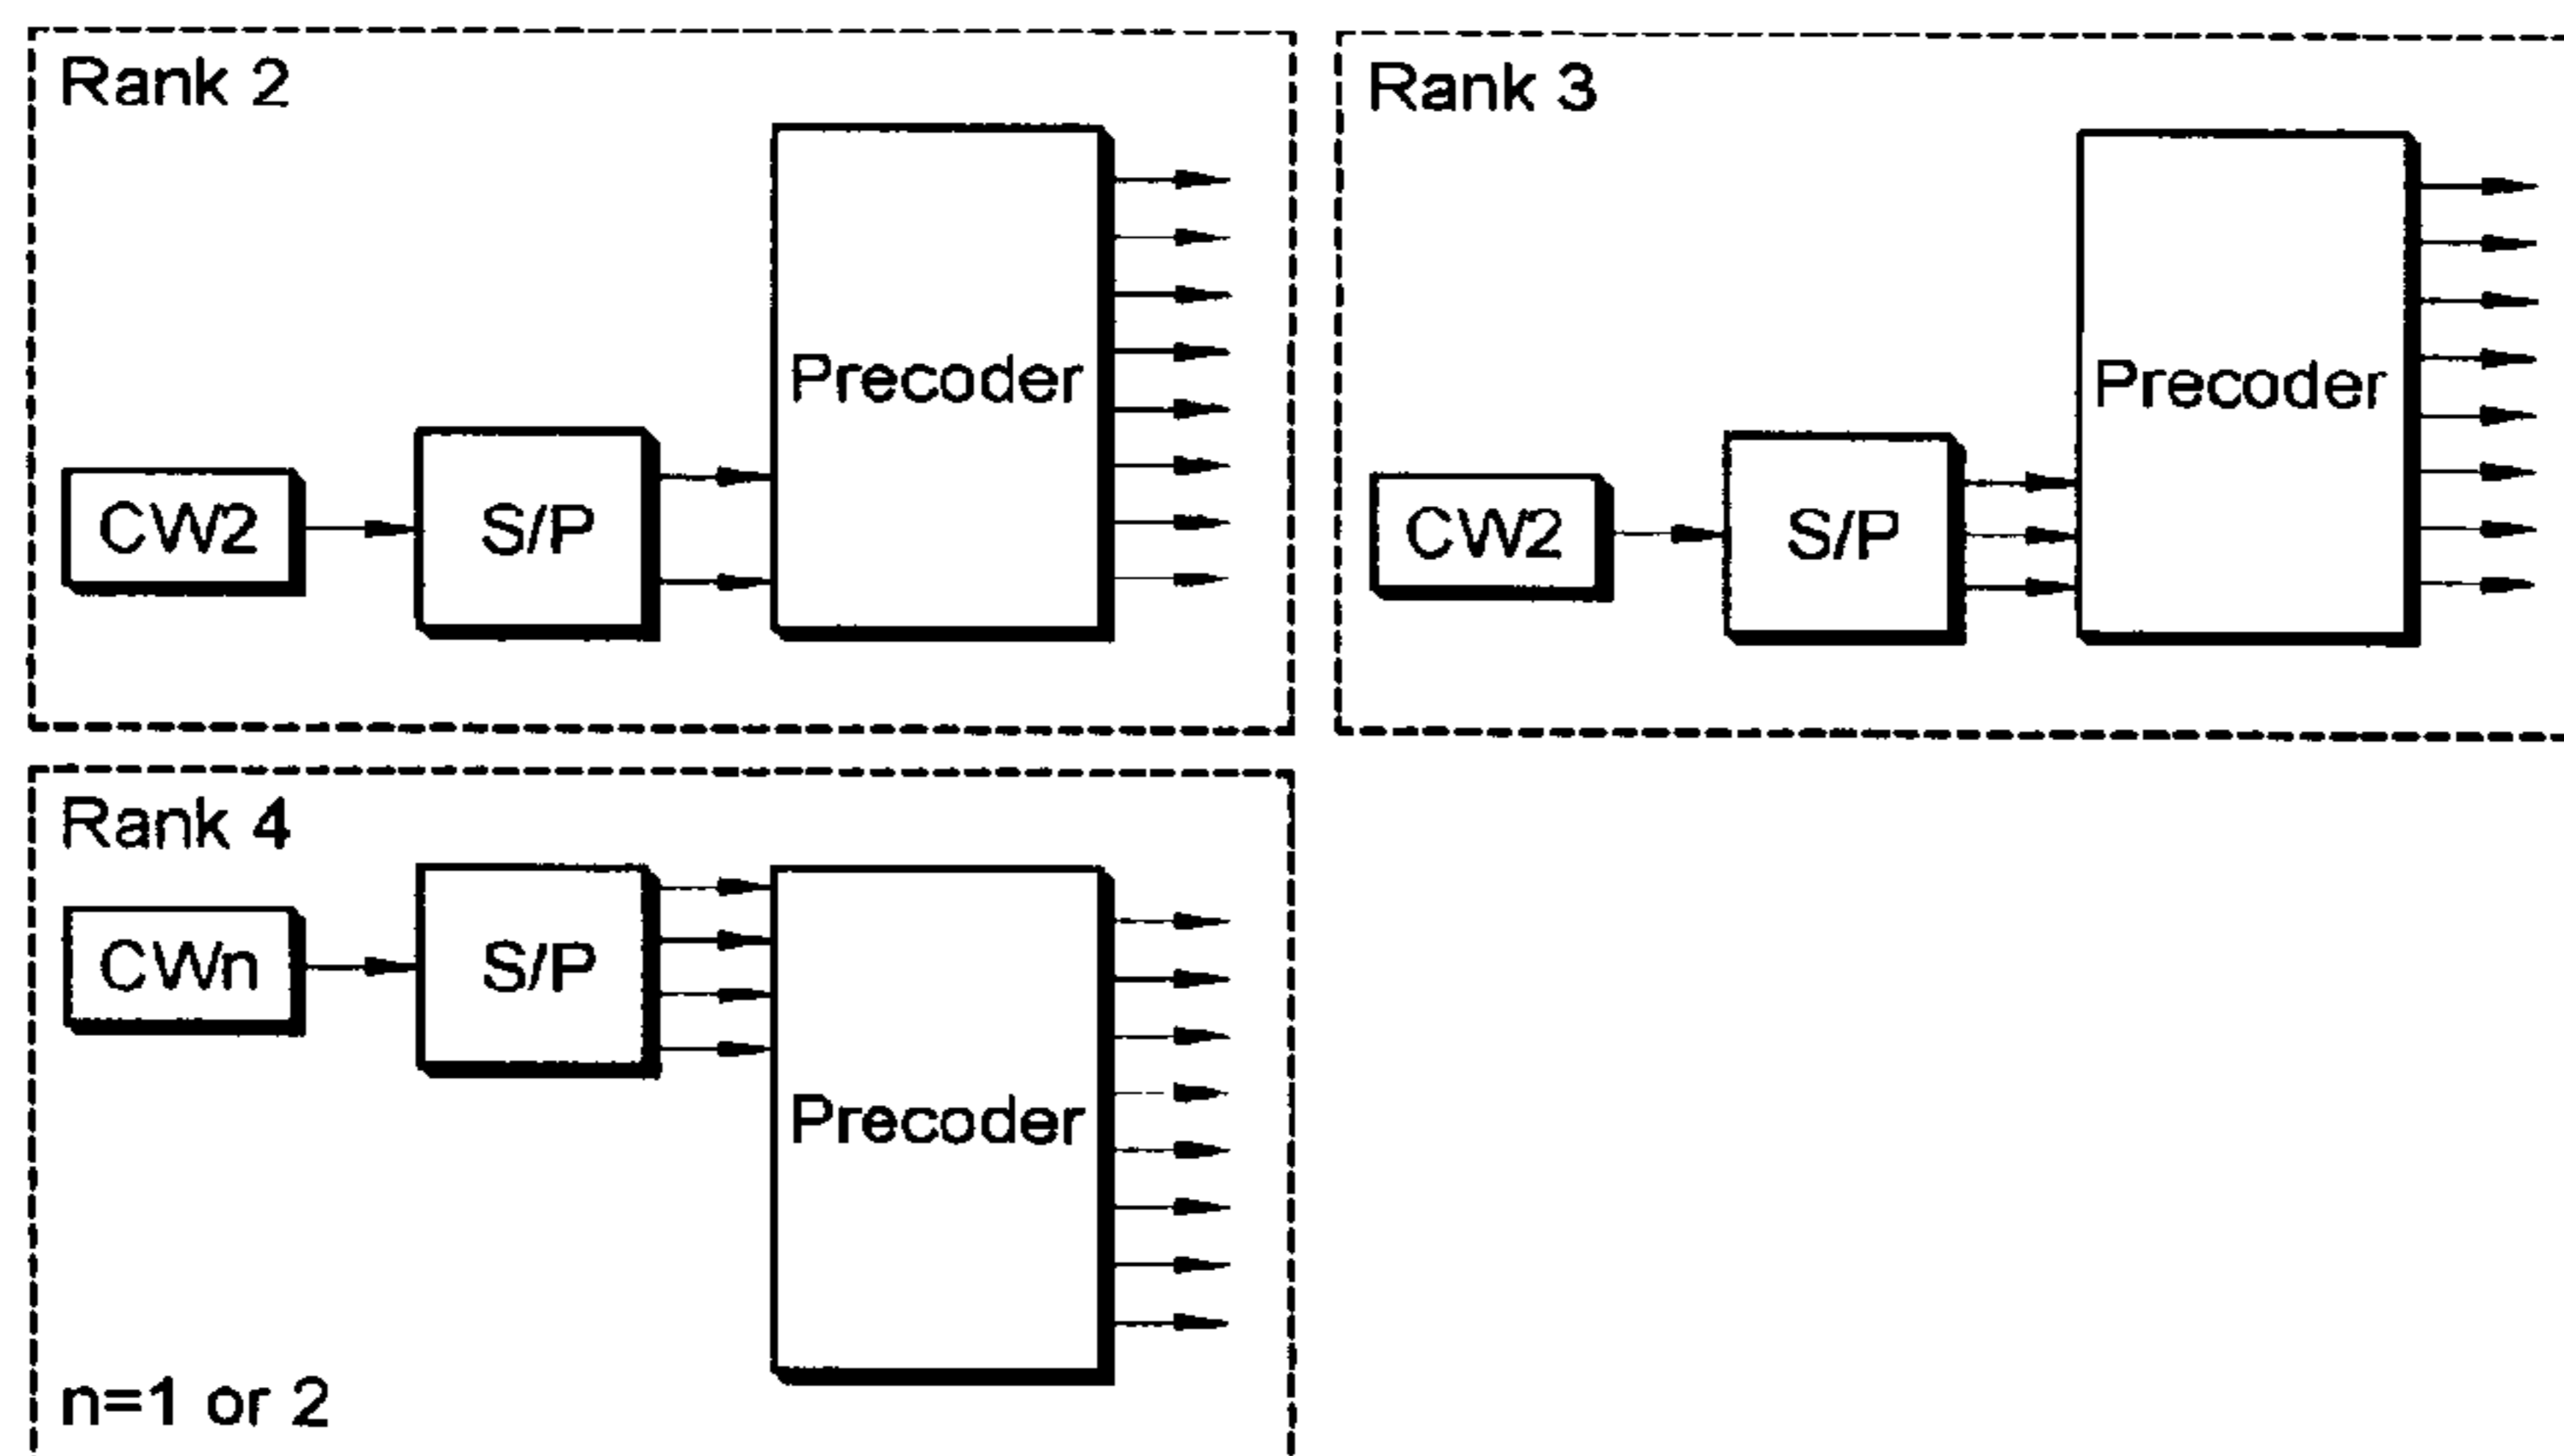 Rank 2
Precoder
CW2
S/P
Rank 3
Precoder
CW2
S/P
Rank 4
CWn
S/P
Precoder
n=1 or 2